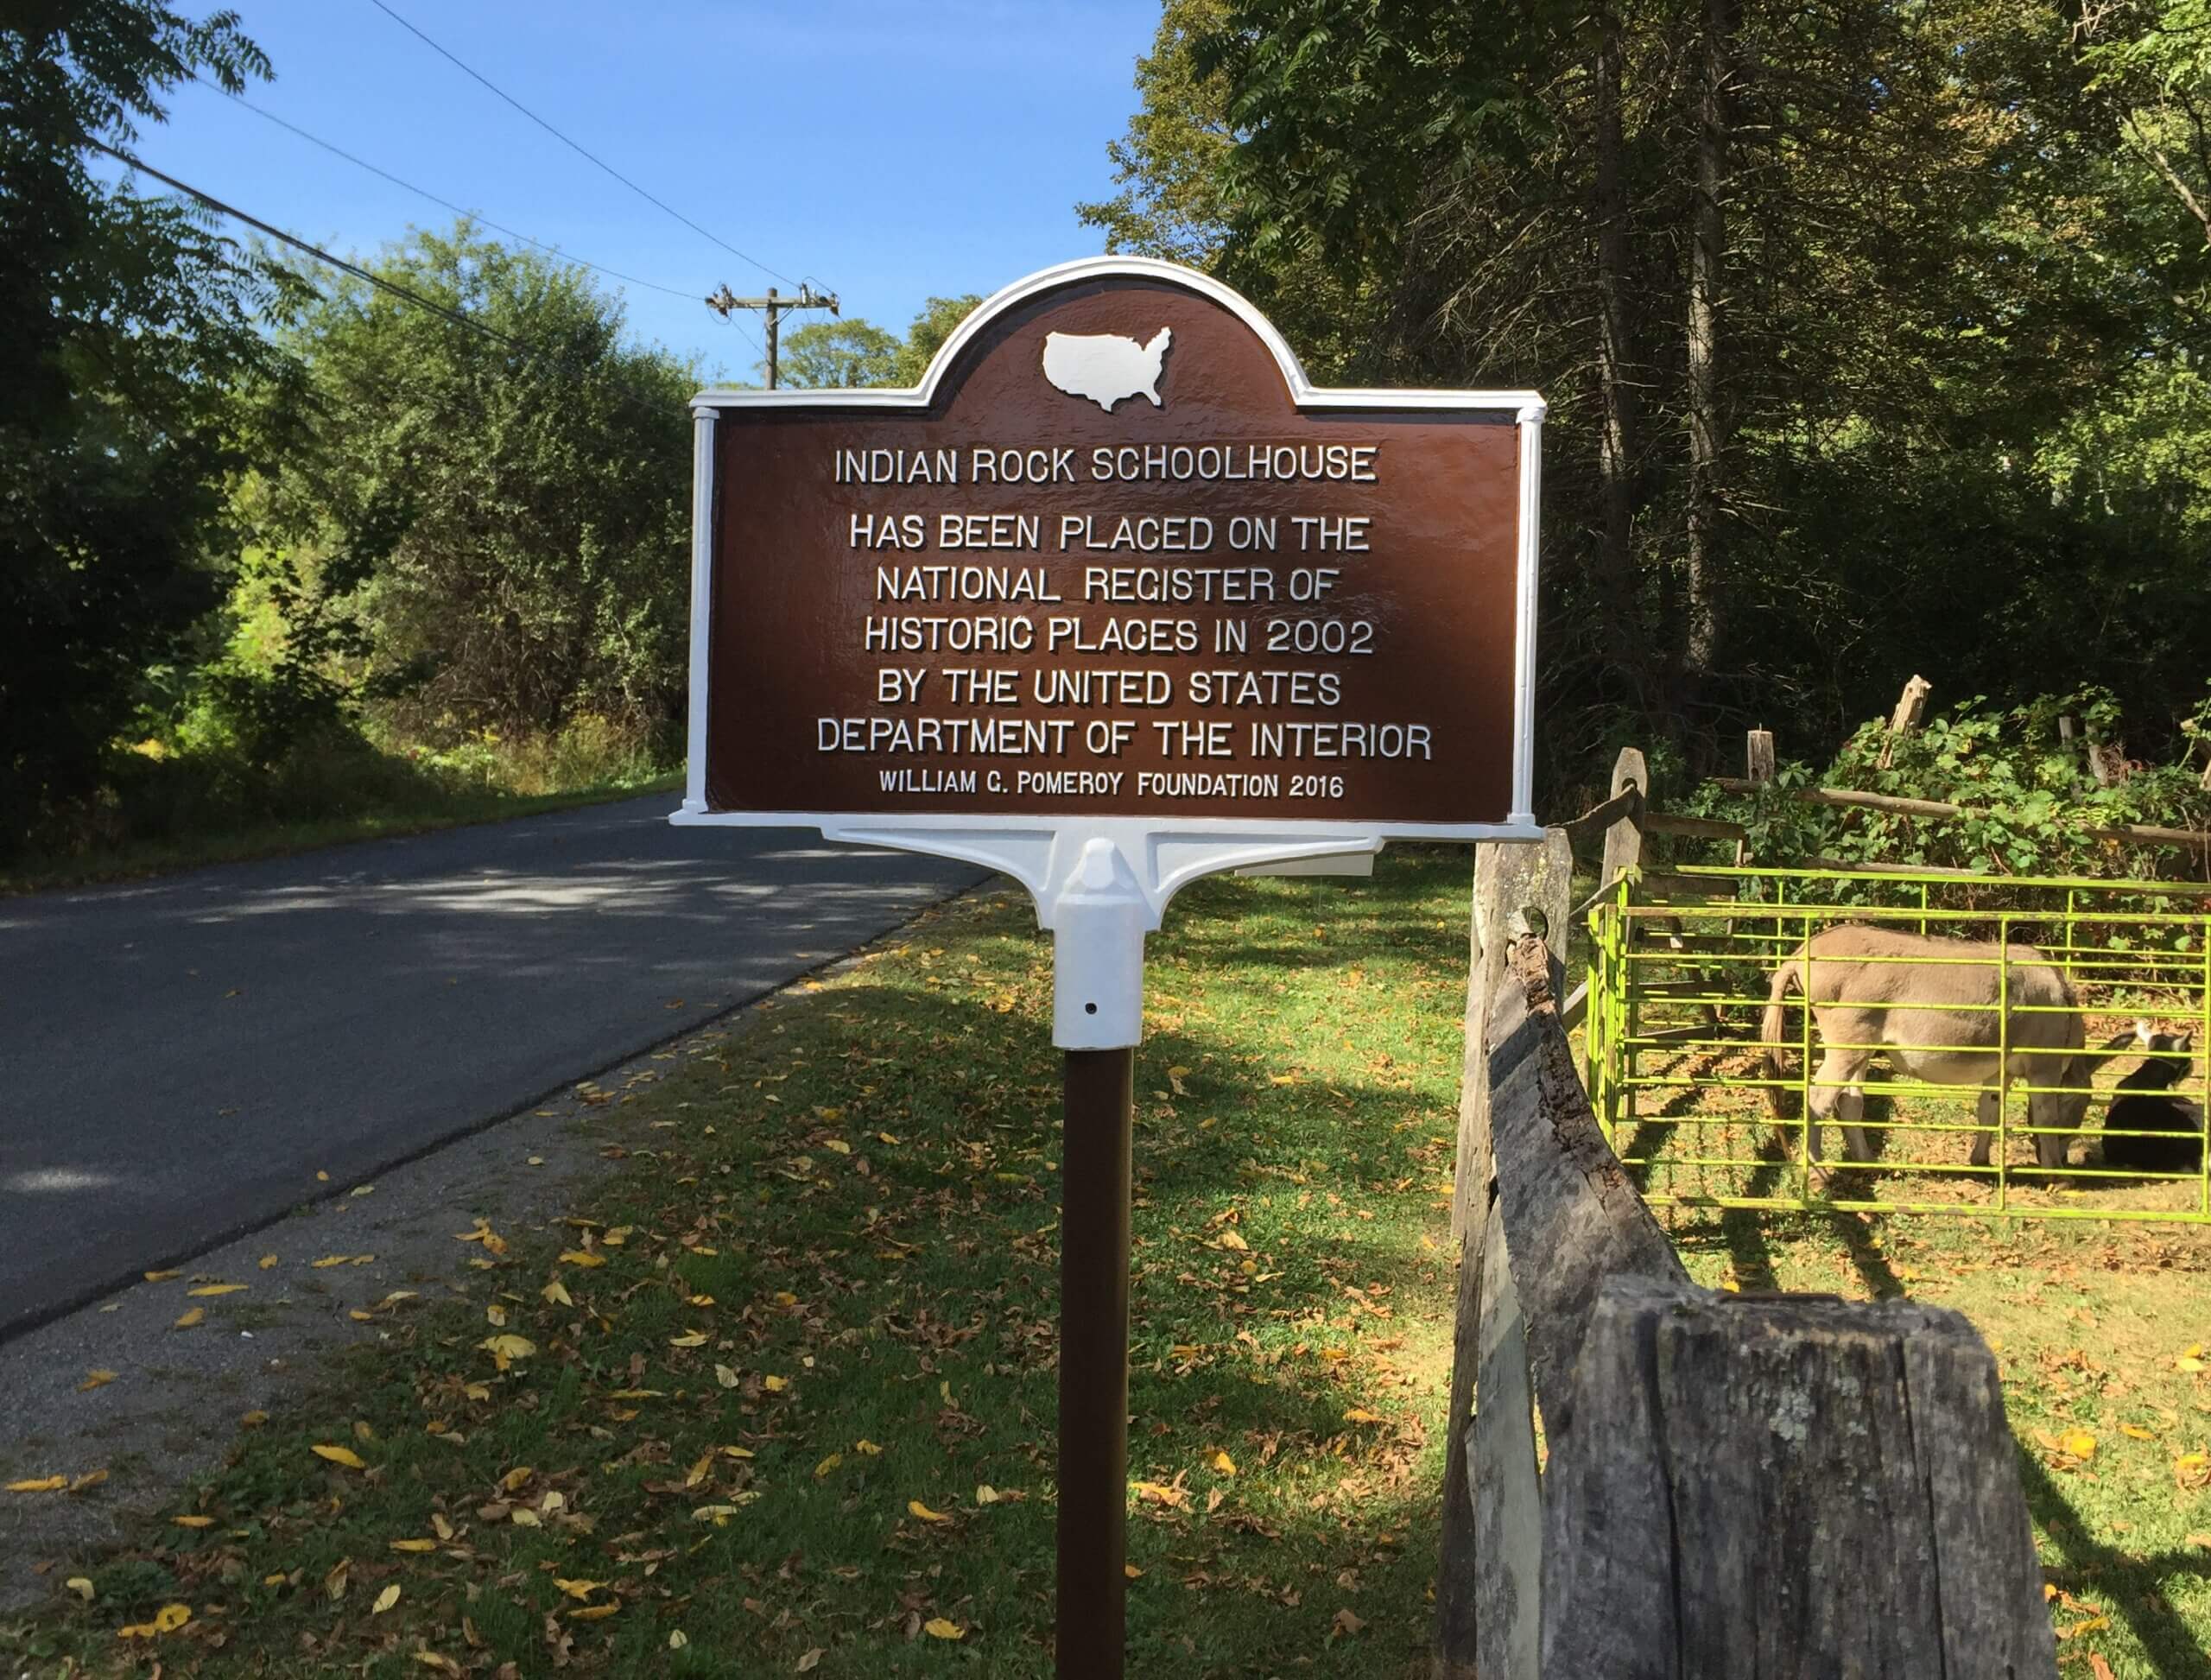 INDIAN ROCK SCHOOLHOUSE
HAS BEEN PLACED ON THE
NATIONAL REGISTER OF
HISTORIC PLACES IN 2002
BY THE UNITED STATES
DEPARTMENT OF THE INTERIOR
WILLIAM G. POMEROY FOUNDATION 2016